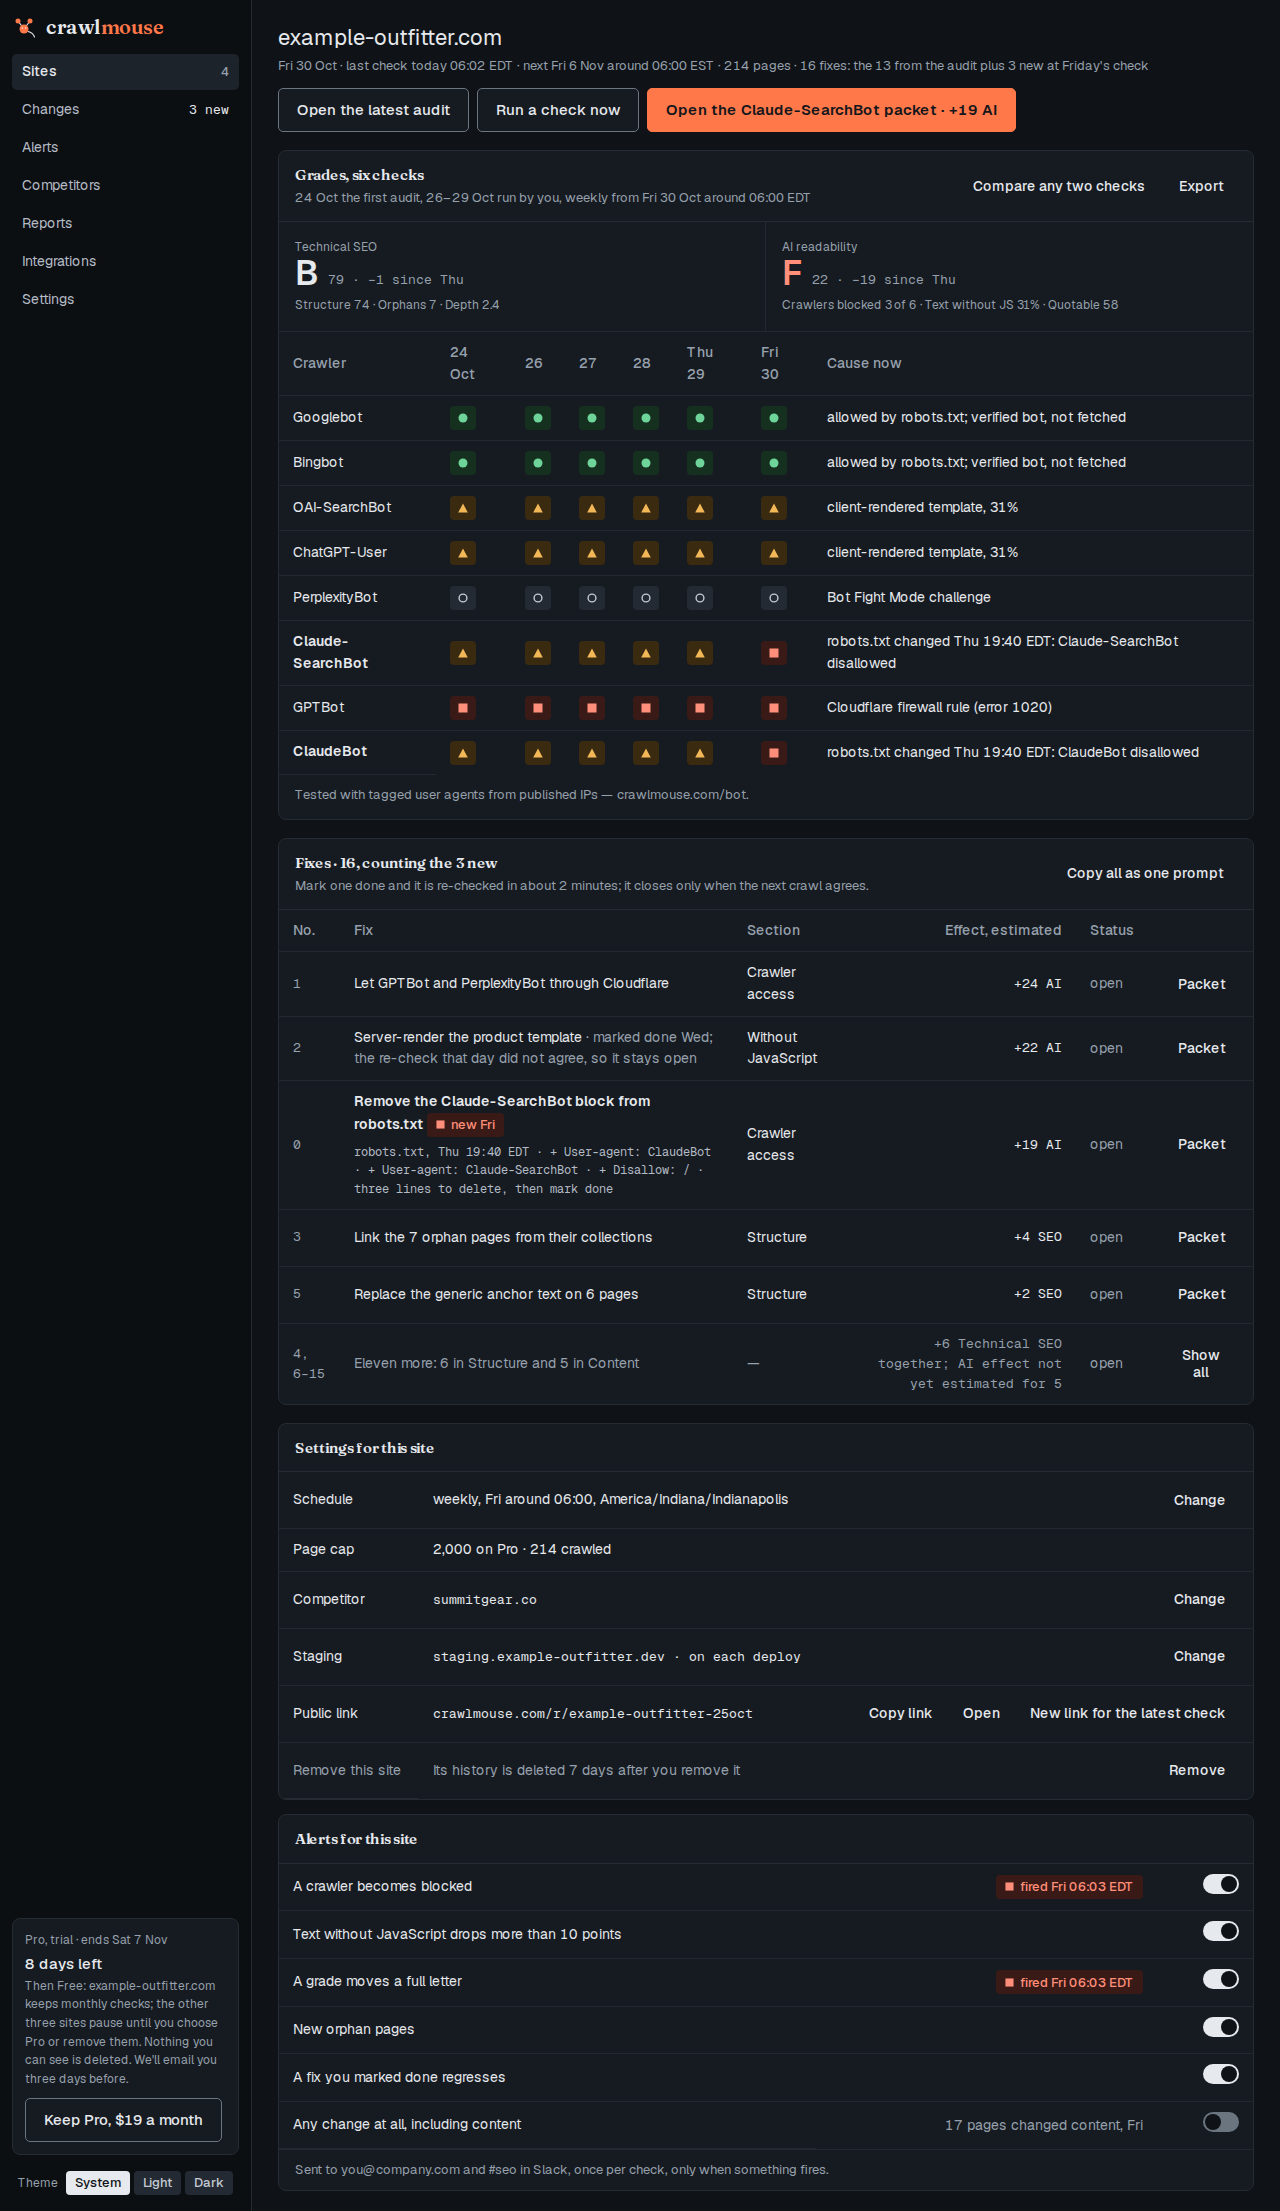 crawlmouse
Sites 4
Changes 3 new
Alerts
Competitors
Reports
Integrations
Settings
Pro, trial · ends Sat 7 Nov
8 days left
Then Free: example-outfitter.com
keeps monthly checks; the other
three sites pause until you choose
Pro or remove them. Nothing you
can see is deleted. We'll email you
three days before.
Keep Pro, $19 a month
Theme System Light Dark
example-outfitter.com
Fri 30 Oct · last check today 06:02 EDT · next Fri 6 Nov around 06:00 EST · 214 pages · 16 fixes: the 13 from the audit plus 3 new at Friday's check
Open the latest audit Run a check now Open the Claude-SearchBot packet · +19 AI
Grades, six checks
24 Oct the first audit, 26–29 Oct run by you, weekly from Fri 30 Oct around 06:00 EDT
Compare any two checks Export
Technical SEO
B 79 · −1 since Thu
Structure 74 · Orphans 7 · Depth 2.4
AI readability
F 22 · −19 since Thu
Crawlers blocked 3 of 6 · Text without JS 31% · Quotable 58
Crawler 24 Oct 26 27 28 Thu 29 Fri 30 Cause now
Googlebot allowed by robots.txt; verified bot, not fetched
Bingbot allowed by robots.txt; verified bot, not fetched
OAI-SearchBot client-rendered template, 31%
ChatGPT-User client-rendered template, 31%
PerplexityBot Bot Fight Mode challenge
Claude-SearchBot robots.txt changed Thu 19:40 EDT: Claude-SearchBot disallowed
GPTBot Cloudflare firewall rule (error 1020)
ClaudeBot robots.txt changed Thu 19:40 EDT: ClaudeBot disallowed
Tested with tagged user agents from published IPs — crawlmouse.com/bot.
Fixes · 16, counting the 3 new
Mark one done and it is re-checked in about 2 minutes; it closes only when the next crawl agrees.
Copy all as one prompt
No. Fix Section Effect, estimated Status
1 Let GPTBot and PerplexityBot through Cloudflare Crawler access +24 AI open Packet
2 Server-render the product template · marked done Wed; the re-check that day did not agree, so it stays open Without JavaScript +22 AI open Packet
0 Remove the Claude-SearchBot block from robots.txt new Fri Crawler access +19 AI open Packet
robots.txt, Thu 19:40 EDT · + User-agent: ClaudeBot
· + User-agent: Claude-SearchBot · + Disallow: / ·
three lines to delete, then mark done
3 Link the 7 orphan pages from their collections Structure +4 SEO open Packet
5 Replace the generic anchor text on 6 pages Structure +2 SEO open Packet
4, 6–15 Eleven more: 6 in Structure and 5 in Content — +6 Technical SEO together; AI effect not yet estimated for 5 open Show all
Settings for this site
Schedule weekly, Fri around 06:00, America/Indiana/Indianapolis Change
Page cap 2,000 on Pro · 214 crawled
Competitor summitgear.co Change
Staging staging.example-outfitter.dev · on each deploy Change
Public link crawlmouse.com/r/example-outfitter-25oct Copy link Open New link for the latest check
Remove this site Its history is deleted 7 days after you remove it Remove
Alerts for this site
A crawler becomes blocked fired Fri 06:03 EDT
Text without JavaScript drops more than 10 points
A grade moves a full letter fired Fri 06:03 EDT
New orphan pages
A fix you marked done regresses
Any change at all, including content 17 pages changed content, Fri
Sent to you@company.com and #seo in Slack, once per check, only when something fires.